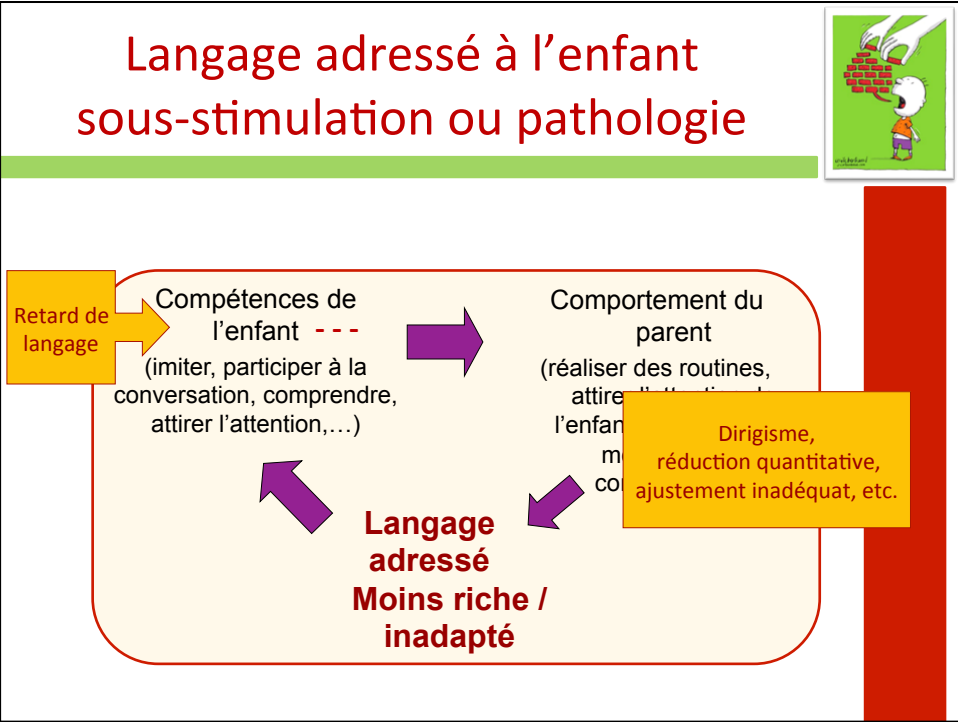 Langage adressé à l’enfant
sous-stimulation ou pathologie
Retard de
langage
Compétences de
l’enfant - - -
(imiter, participer à la
conversation, comprendre,
attirer l’attention,…)
Comportement du
parent
(réaliser des routines,
Dirigisme,
réduction quantitative,
ajustement inadéquat, etc.
Langage
adressé
Moins riche /
inadapté